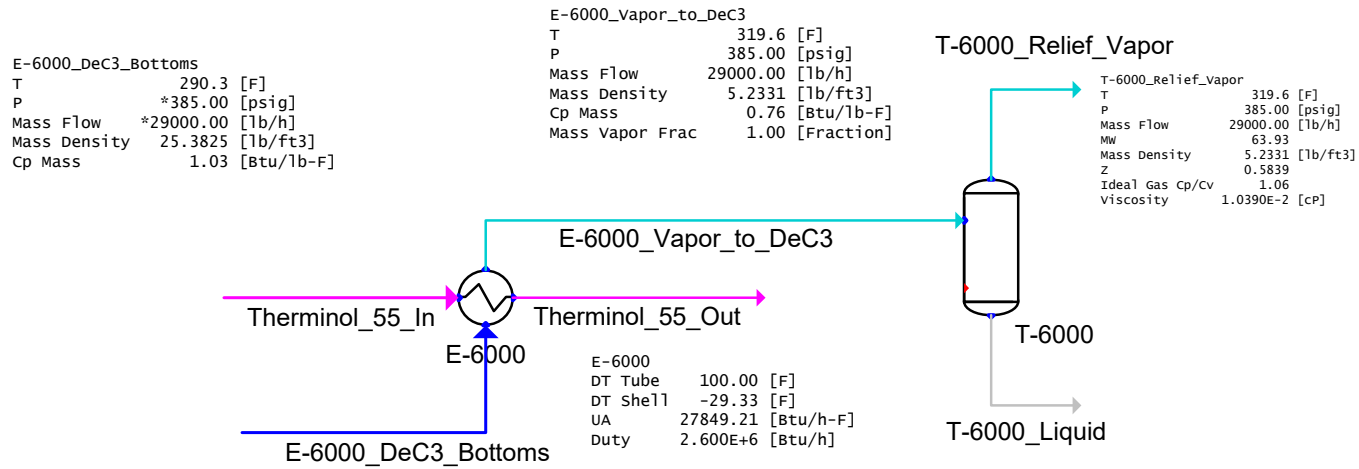 E-6000_DeC3_Bottoms
T 290.3 [F]
P *385.00 [psig]
Mass Flow *29000.00 [lb/h]
Mass Density 25.3825 [lb/ft3]
Cp Mass 1.03 [Btu/lb-F]
E-6000_Vapor_to_DeC3
T 319.6 [F]
P 385.00 [psig]
Mass Flow 29000.00 [lb/h]
Mass Density 5.2331 [lb/ft3]
Cp Mass 0.76 [Btu/lb-F]
Mass Vapor Frac 1.00 [Fraction]
T-6000_Relief_Vapor
T-6000_Relief_Vapor
T 319.6 [F]
P 385.00 [psig]
Mass Flow 29000.00 [lb/h]
MW 63.93
Mass Density 5.2331 [lb/ft3]
Z 0.5839
Ideal Gas Cp/Cv 1.06
Viscosity 1.0390E-2 [cP]
E-6000_Vapor_to_DeC3
Therminol_55_In
Therminol_55_Out
E-6000
T-6000
E-6000
DT Tube 100.00 [F]
DT Shell -29.33 [F]
UA 27849.21 [Btu/h-F]
Duty 2.600E+6 [Btu/h]
E-6000_DeC3_Bottoms
T-6000_Liquid